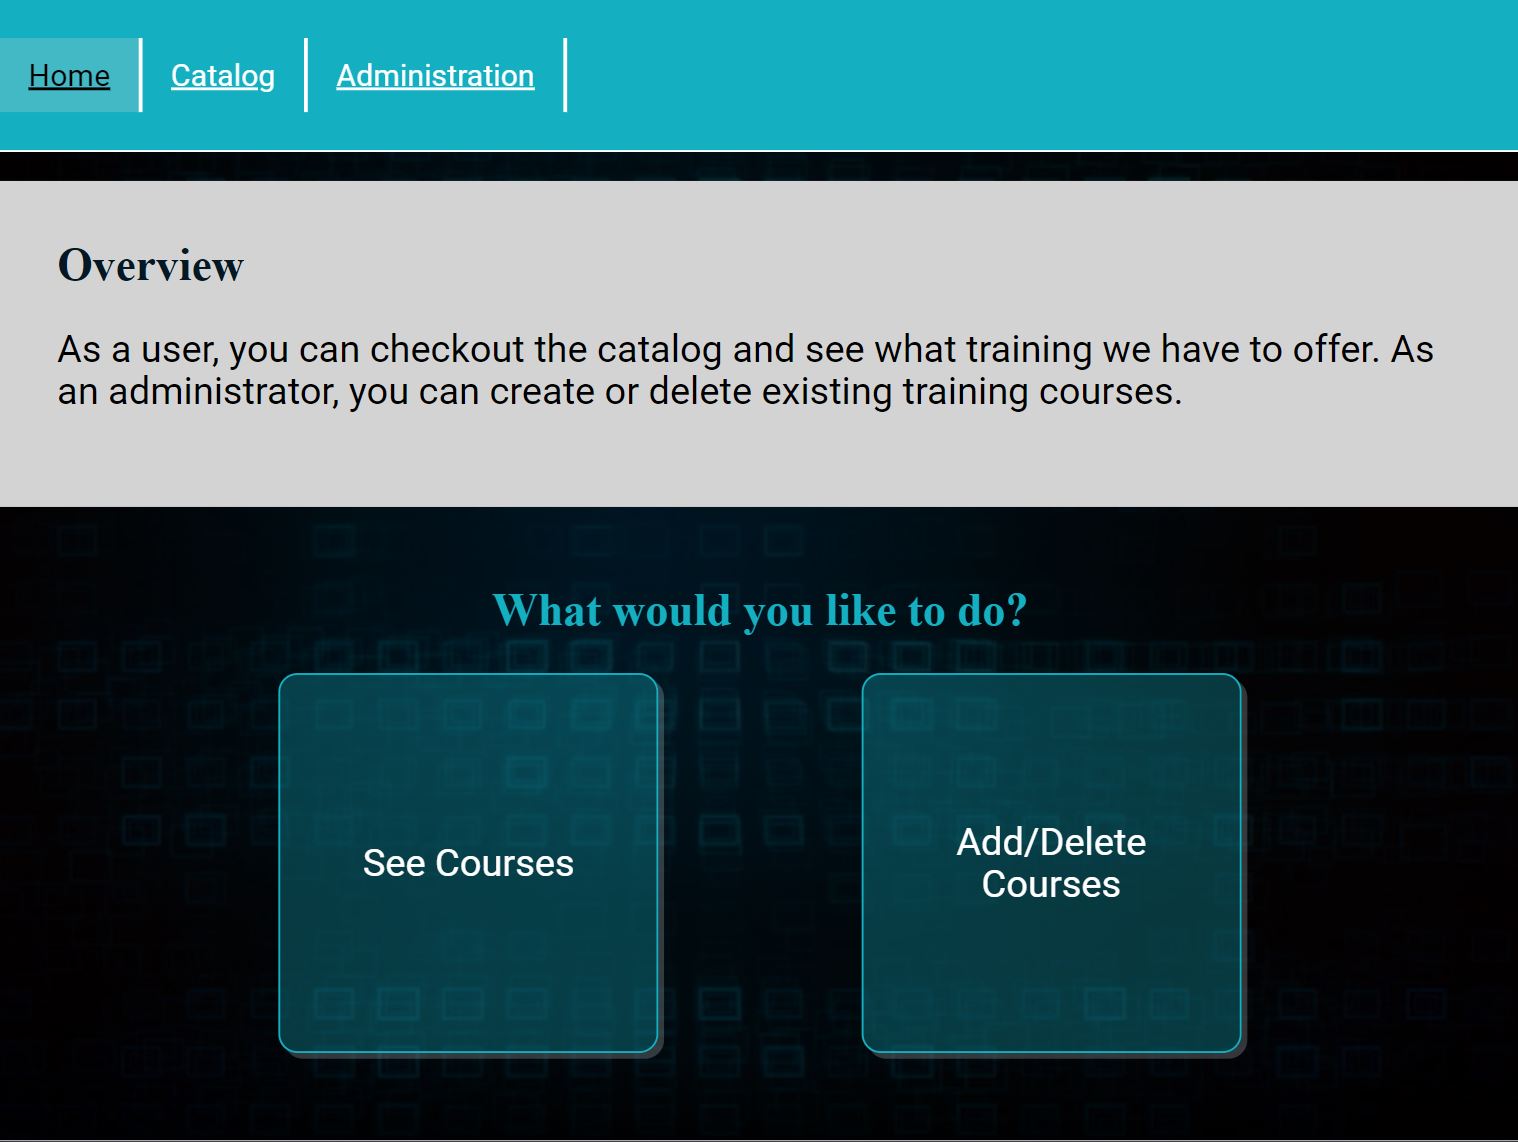 Home
Catalog
Administration
Overview
As a user, you can checkout the catalog and see what training we have to offer. As
an administrator, you can create or delete existing training courses.
What would you like to do?
See Courses
Add/Delete
Courses